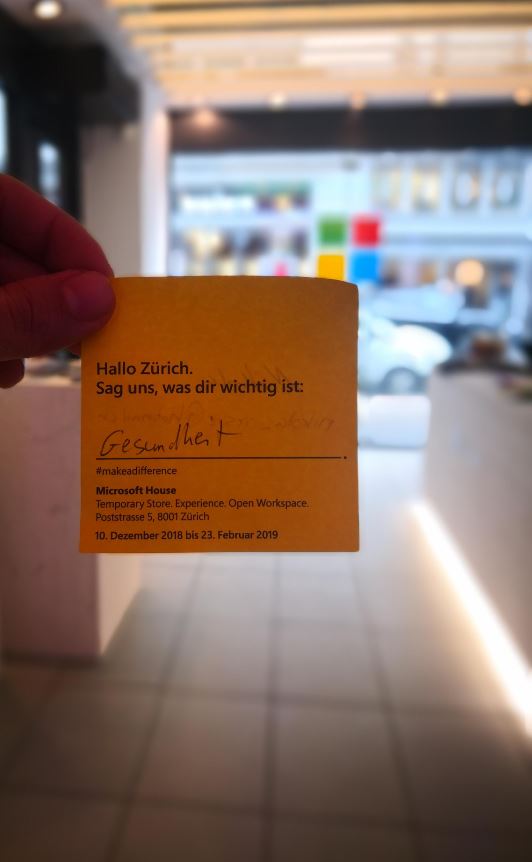 Hallo Zürich.
Sag uns, was dir wichtig ist:
Gesundheit
#makeadifference
Microsoft House
Temporary Store. Experience. Open Workspace.
Poststrasse 5, 8001 Zürich
10. Dezember 2018 bis 23. Februar 2019